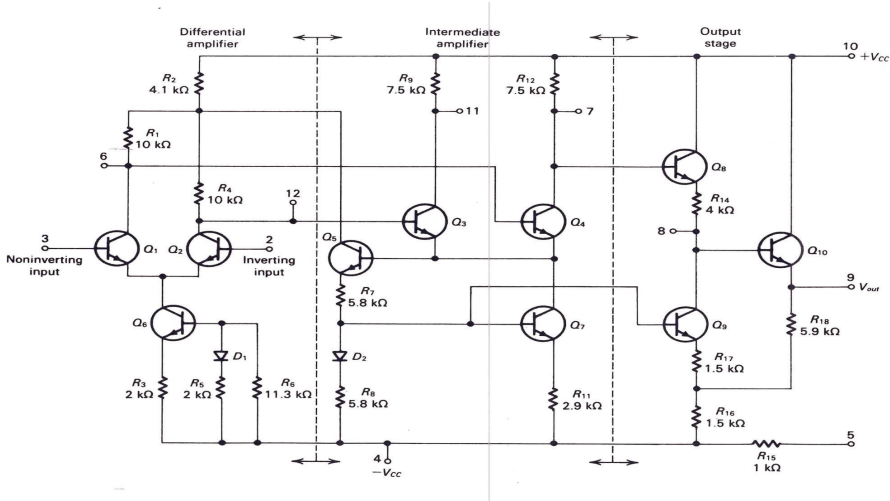 Differential
amplifier
Intermediate
amplifier
Output
stage
10
+Vcc
R2
4.1 kΩ
R9
7.5 kΩ
R12
7.5 kΩ
11
7
R1
10 kΩ
6
Q8
R4
10 kΩ
12
R14
4 kΩ
3
Q1
Q2
2
Q5
Q3
Q4
8
Q10
Noninverting
input
Inverting
input
9
Vout
R7
5.8 kΩ
R18
5.9 kΩ
Q6
Q7
Q9
D1
D2
R17
1.5 kΩ
R3
2 kΩ
R5
2 kΩ
R6
11.3 kΩ
R8
5.8 kΩ
R11
2.9 kΩ
R16
1.5 kΩ
5
4
−Vcc
R15
1 kΩ